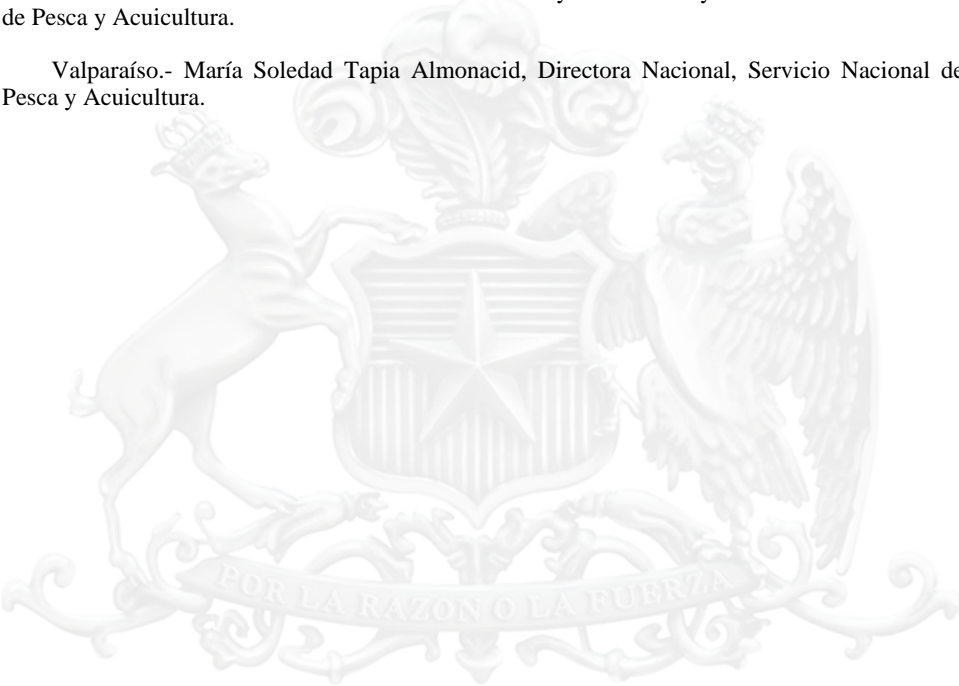 de Pesca y Acuicultura.
Valparaíso.- María Soledad Tapia Almonacid, Directora Nacional, Servicio Nacional de
Pesca y Acuicultura.
POR LA RAZON O LA FUERZA